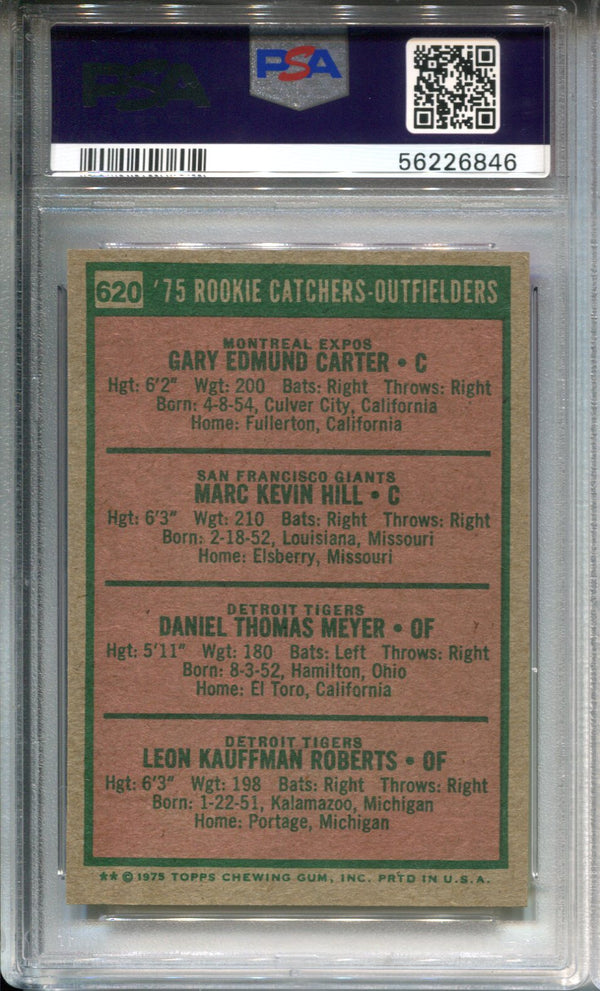 PSA
PSA
56226846
620 '75 ROOKIE CATCHERS-OUTFIELDERS
MONTREAL EXPOS
GARY EDMUND CARTER • C
Hgt: 6'2" Wgt: 200 Bats: Right Throws: Right
Born: 4-8-54, Culver City, California
Home: Fullerton, California
SAN FRANCISCO GIANTS
MARC KEVIN HILL • C
Hgt: 6'3" Wgt: 210 Bats: Right Throws: Right
Born: 2-18-52, Louisiana, Missouri
Home: Elsberry, Missouri
DETROIT TIGERS
DANIEL THOMAS MEYER • OF
Hgt: 5'11" Wgt: 180 Bats: Left Throws: Right
Born: 8-3-52, Hamilton, Ohio
Home: El Toro, California
DETROIT TIGERS
LEON KAUFFMAN ROBERTS • OF
Hgt: 6'3" Wgt: 198 Bats: Right Throws: Right
Born: 1-22-51, Kalamazoo, Michigan
Home: Portage, Michigan
** © 1975 TOPPS CHEWING GUM, INC. PRTD IN U.S.A.